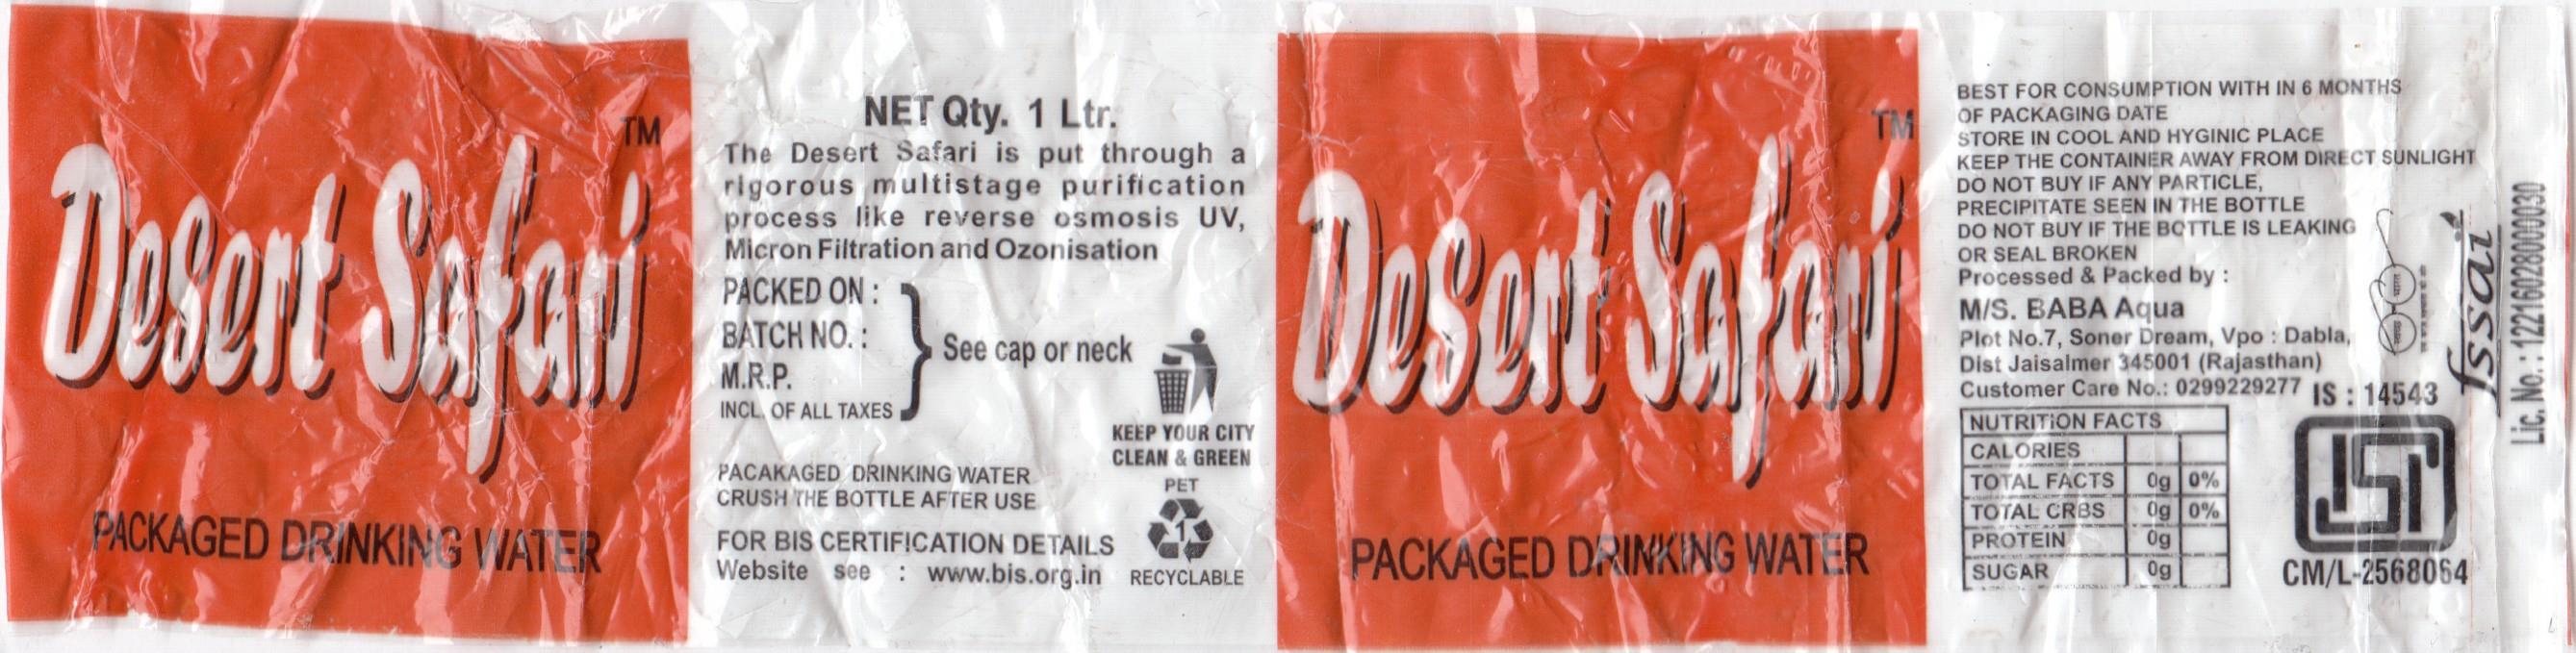 Desert Safari TM
PACKAGED DRINKING WATER
NET Qty. 1 Ltr.
The Desert Safari is put through a
rigorous multistage purification
process like reverse osmosis UV,
Micron Filtration and Ozonisation
PACKED ON :
BATCH NO. :
M.R.P.
INCL. OF ALL TAXES
See cap or neck
KEEP YOUR CITY
CLEAN & GREEN
PACAKAGED DRINKING WATER
CRUSH THE BOTTLE AFTER USE
FOR BIS CERTIFICATION DETAILS
Website see : www.bis.org.in
PET
1
RECYCLABLE
Desert Safari TM
PACKAGED DRINKING WATER
BEST FOR CONSUMPTION WITH IN 6 MONTHS
OF PACKAGING DATE
STORE IN COOL AND HYGINIC PLACE
KEEP THE CONTAINER AWAY FROM DIRECT SUNLIGHT
DO NOT BUY IF ANY PARTICLE,
PRECIPITATE SEEN IN THE BOTTLE
DO NOT BUY IF THE BOTTLE IS LEAKING
OR SEAL BROKEN
Processed & Packed by :
M/S. BABA Aqua
Plot No.7, Soner Dream, Vpo : Dabla,
Dist Jaisalmer 345001 (Rajasthan)
Customer Care No.: 0299229277
NUTRITION FACTS
CALORIES
TOTAL FACTS 0g 0%
TOTAL CRBS 0g 0%
PROTEIN 0g
SUGAR 0g
IS : 14543
ISI
CM/L-2568064
fssai
Lic. No. : 12216028000030